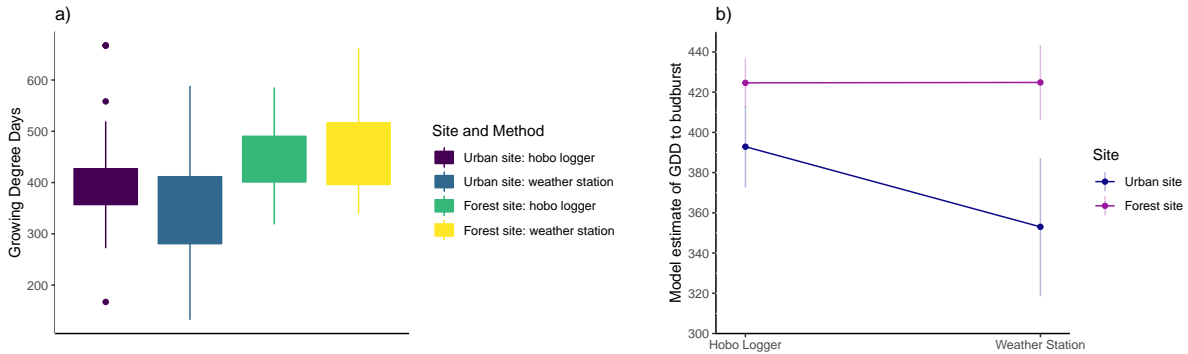 a)
Growing Degree Days
600
500
400
300
200
Site and Method
Urban site: hobo logger
Urban site: weather station
Forest site: hobo logger
Forest site: weather station
b)
Model estimate of GDD to budburst
440
420
400
380
360
340
320
300
Hobo Logger
Weather Station
Site
Urban site
Forest site